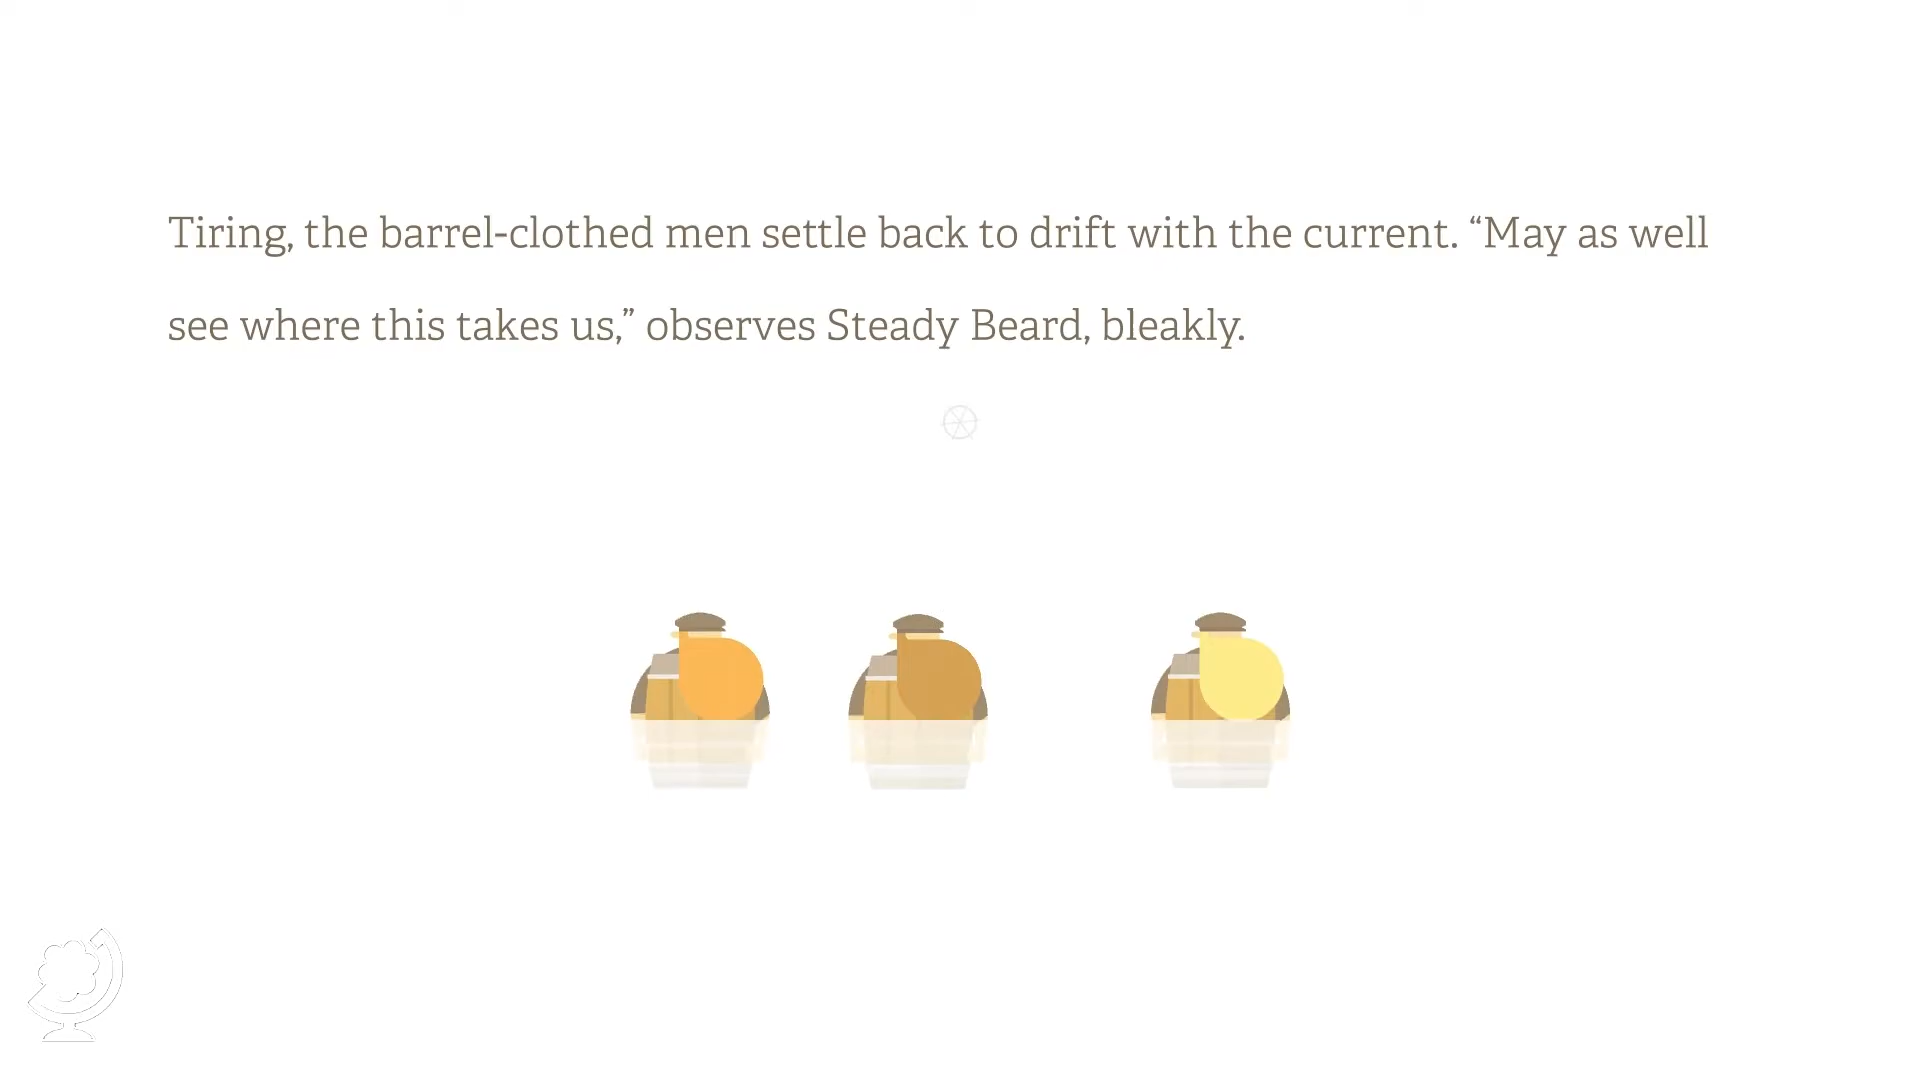 Tiring, the barrel-clothed men settle back to drift with the current. “May as well
see where this takes us,” observes Steady Beard, bleakly.